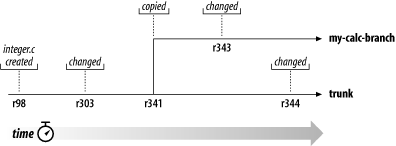 copied
changed
my-calc-branch
r343
integer.c
created
changed
changed
r98
r303
r341
r344
trunk
time